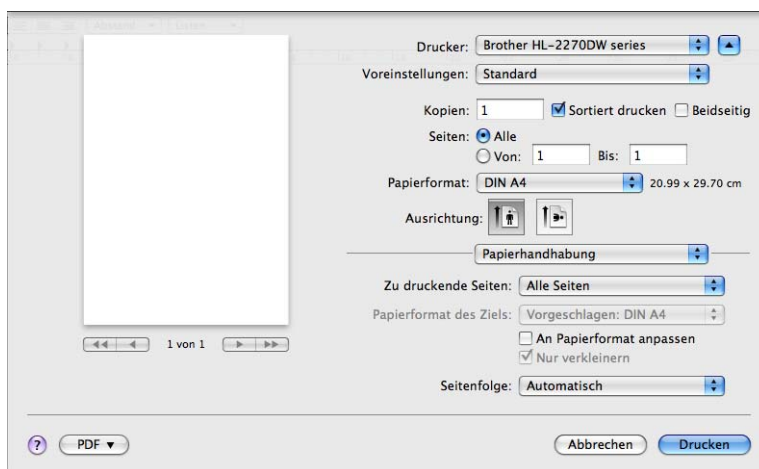 Drucker: Brother HL-2270DW series
Voreinstellungen: Standard
Kopien: 1 Sortiert drucken Beidseitig
Seiten: Alle
Von: 1 Bis: 1
Papierformat: DIN A4 20.99 x 29.70 cm
Ausrichtung:
Papierhandhabung
Zu druckende Seiten: Alle Seiten
Papierformat des Ziels: Vorgeschlagen: DIN A4
An Papierformat anpassen
1 von 1
Nur verkleinern
Seitenfolge: Automatisch
? PDF Abbrechen Drucken